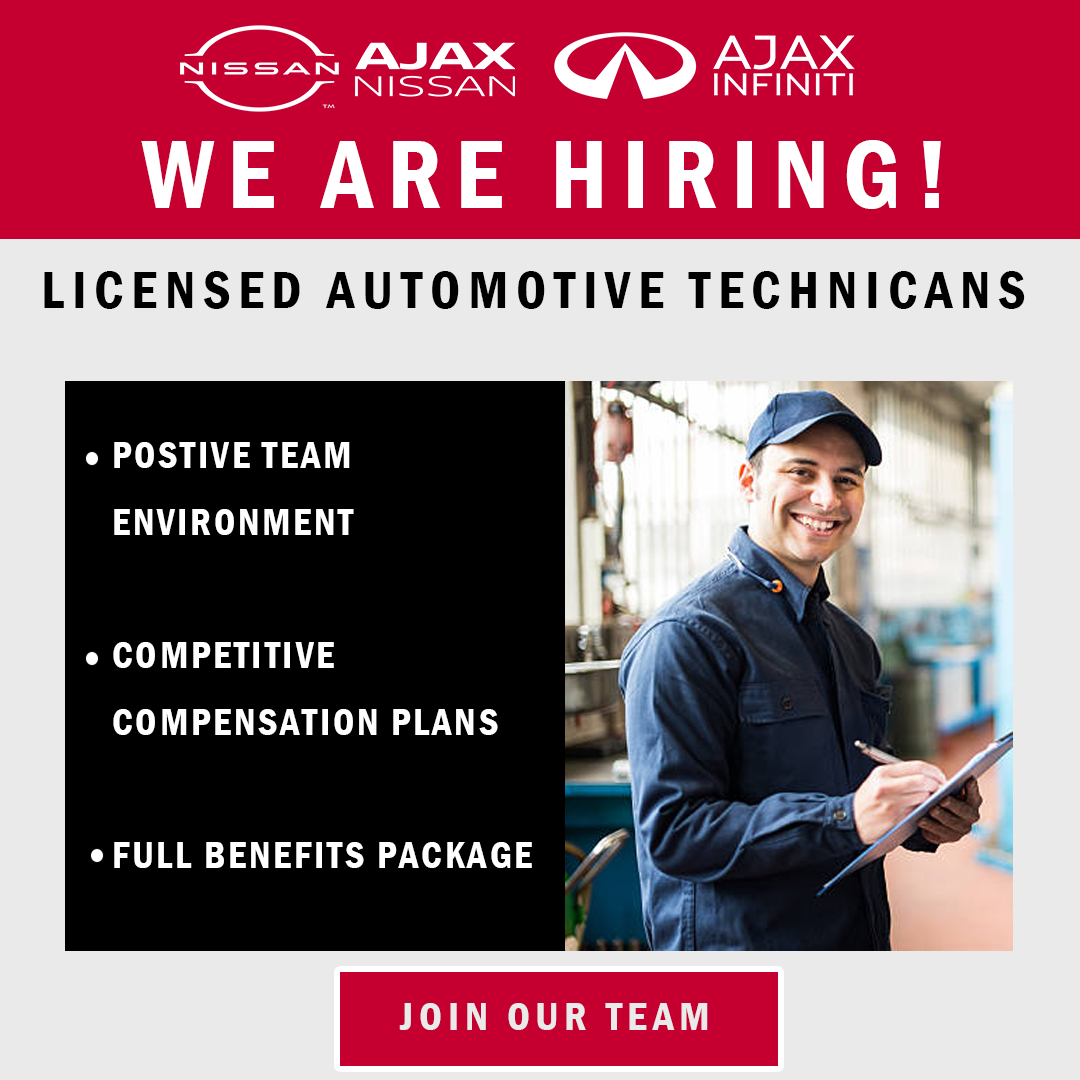 NISSAN
TM
AJAX
NISSAN
AJAX
INFINITI
WE ARE HIRING!
LICENSED AUTOMOTIVE TECHNICANS
• POSTIVE TEAM
ENVIRONMENT
• COMPETITIVE
COMPENSATION PLANS
• FULL BENEFITS PACKAGE
JOIN OUR TEAM